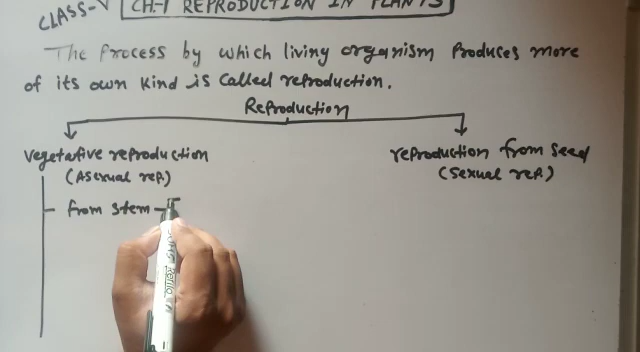 CLASS-V
CH-1 REPRODUCTION IN PLANTS
The Process by which living organism Produces more
of its own Kind is Called reproduction.
Reproduction
vegetative reproduction
(Asexual rep.)
reproduction from seed
(Sexual rep.)
from stem -